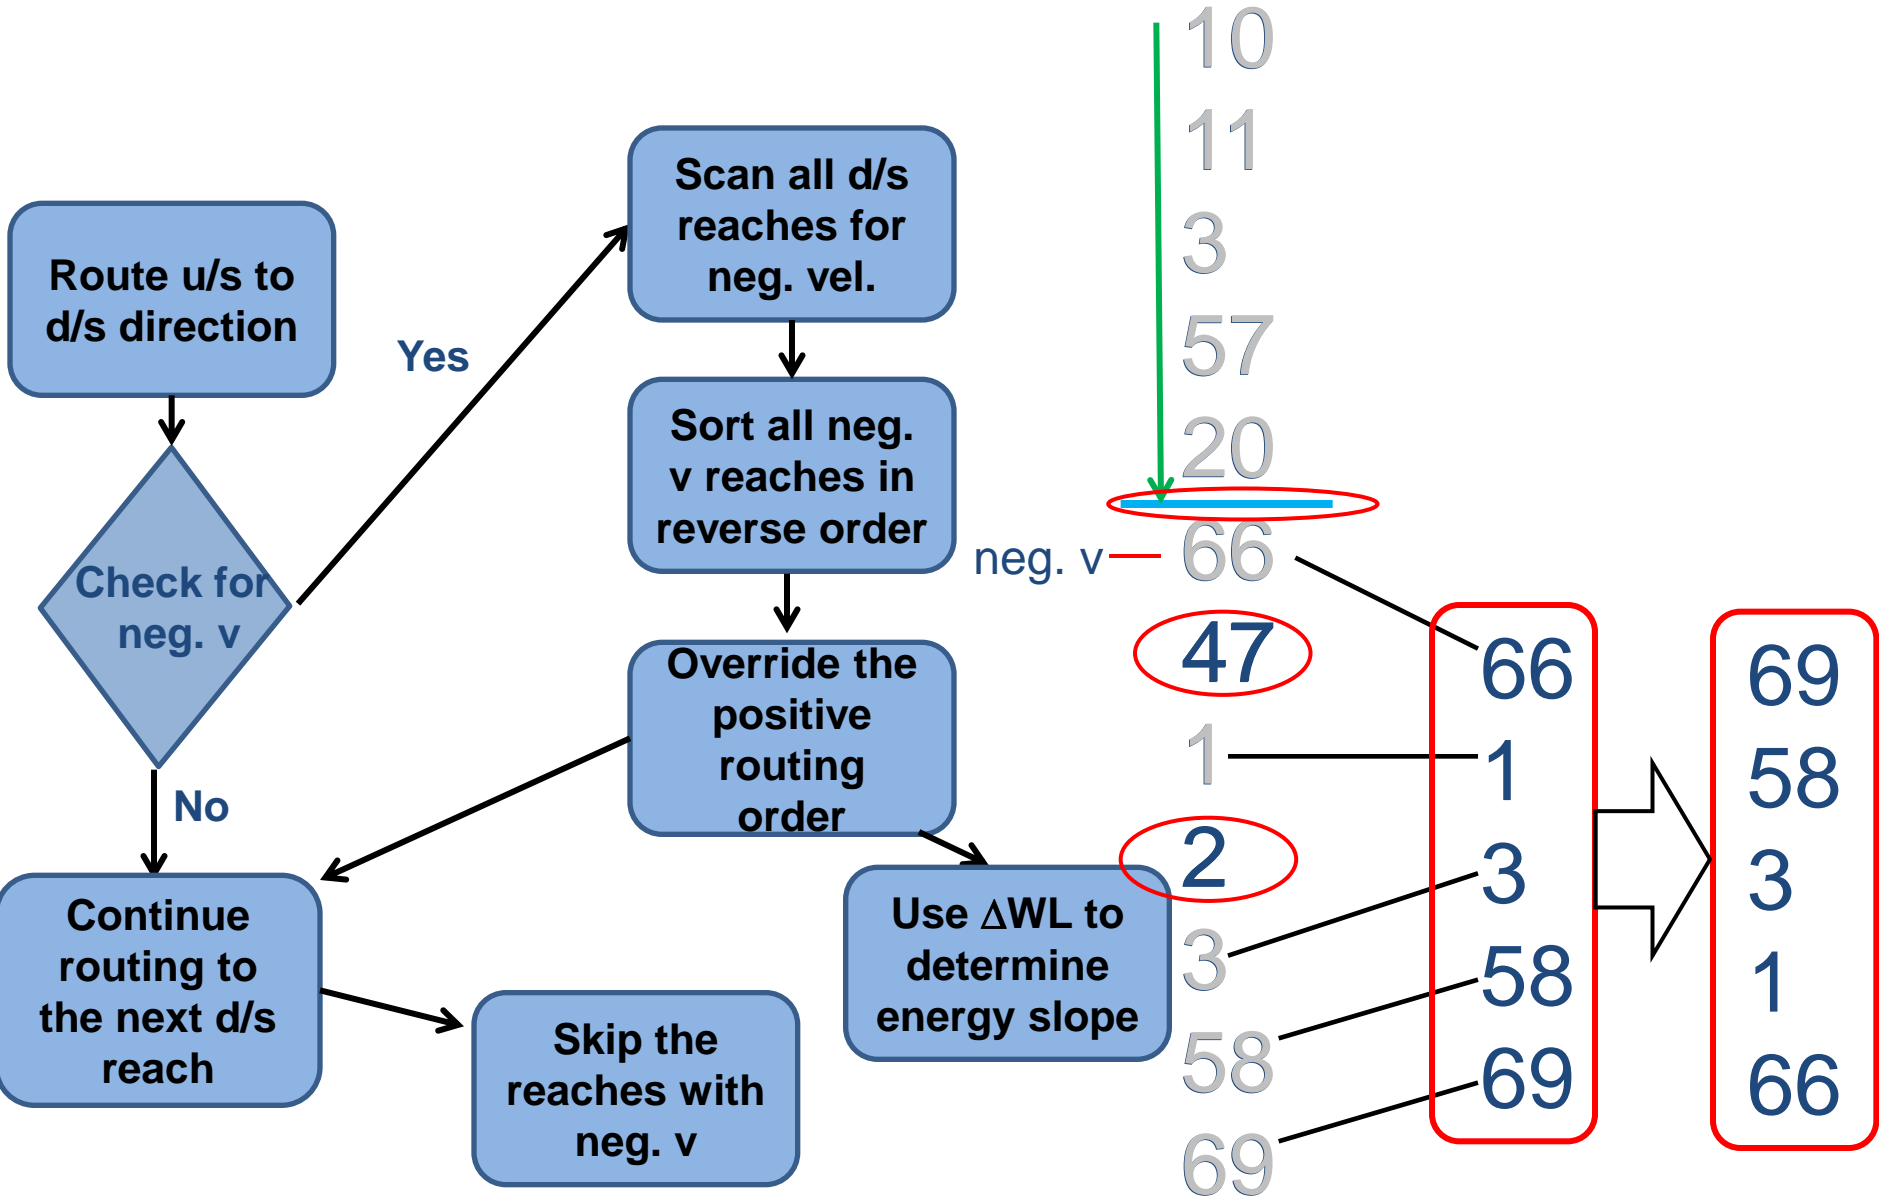 Route u/s to
d/s direction
Check for
neg. v
Yes
No
Continue
routing to
the next d/s
reach
Skip the
reaches with
neg. v
Scan all d/s
reaches for
neg. vel.
Sort all neg.
v reaches in
reverse order
Override the
positive
routing
order
Use ΔWL to
determine
energy slope
10
11
3
57
20
neg. v
66
47
1
2
3
58
69
66
1
3
58
69
69
58
3
1
66